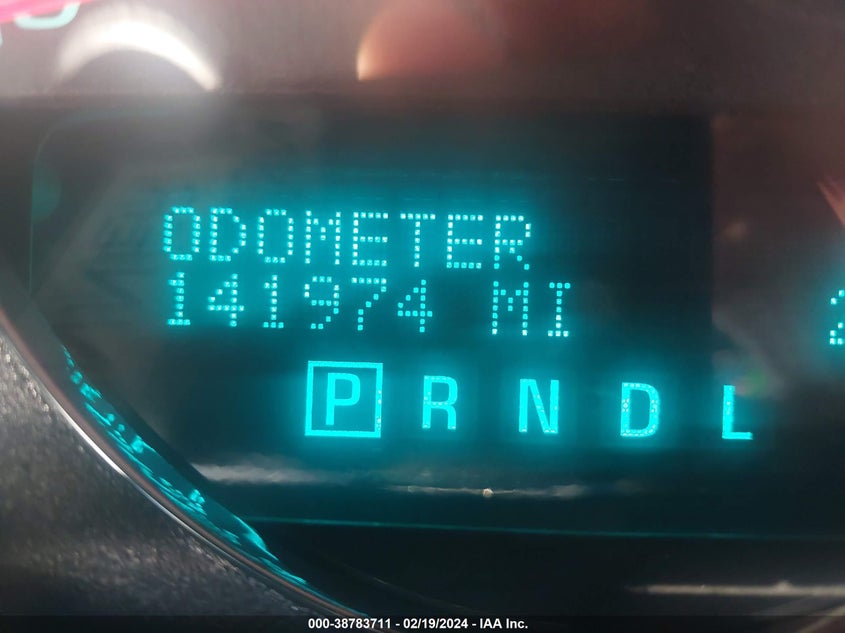 ODOMETER
141974 MI
P R N D L
000-38783711 - 02/19/2024 - IAA Inc.